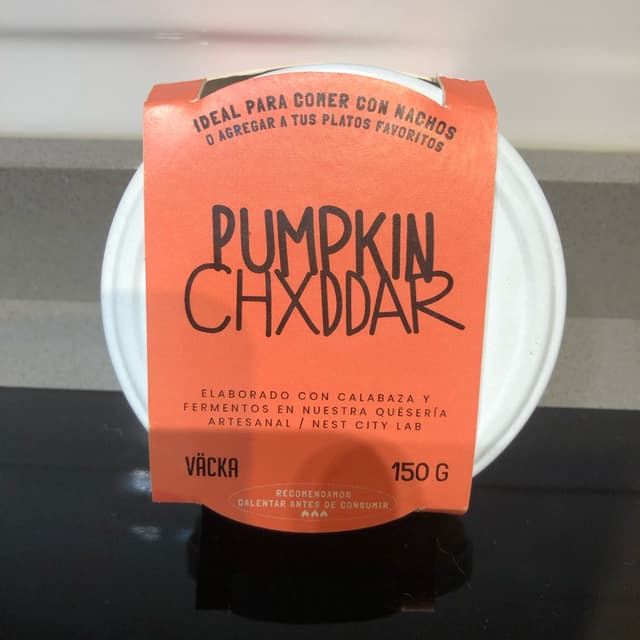 IDEAL PARA COMER CON NACHOS
O AGREGAR A TUS PLATOS FAVORITOS
PUMPKIN
CHXDDAR
ELABORADO CON CALABAZA Y
FERMENTOS EN NUESTRA QUËSERÍA
ARTESANAL / NEST CITY LAB
VÄCKA
150 G
RECOMENDAMOS
CALENTAR ANTES DE CONSUMIR